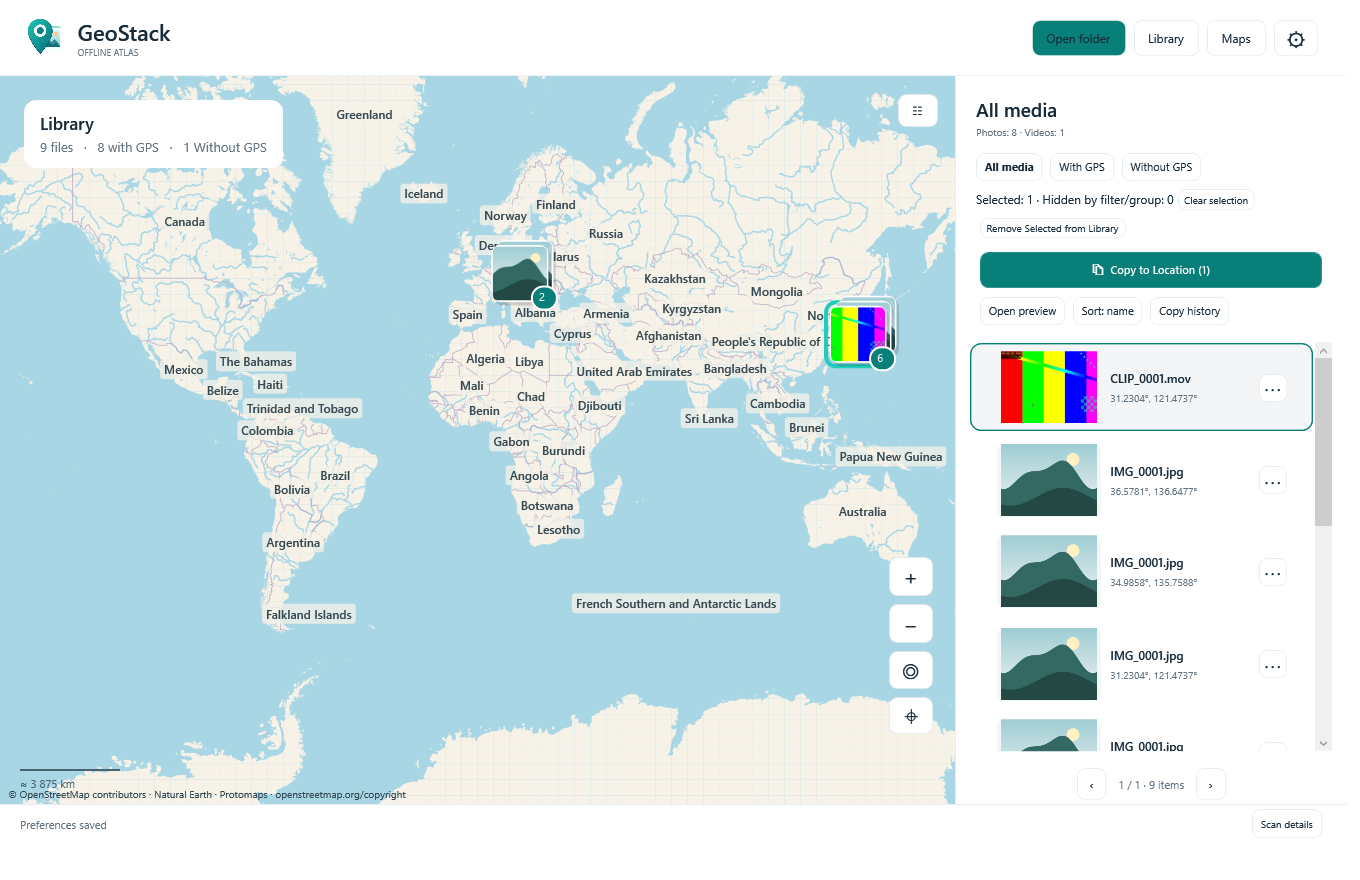 GeoStack
OFFLINE ATLAS
Open folder
Library
Maps
Library
9 files · 8 with GPS · 1 Without GPS
Greenland
Iceland
Canada
Norway
Finland
Russia
larus
Kazakhstan
Mongolia
2
Spain
Albania
Armenia
Kyrgyzstan
Cyprus
Afghanistan
People's Republic of
6
Algeria
Libya
United Arab Emirates
Bangladesh
Mexico
The Bahamas
Belize
Haiti
Trinidad and Tobago
Colombia
Mali
Chad
Benin
Djibouti
Sri Lanka
Cambodia
Brunei
Gabon
Burundi
Papua New Guinea
Brazil
Bolivia
Angola
Botswana
Lesotho
Australia
Argentina
Falkland Islands
French Southern and Antarctic Lands
+
−
≈ 3 875 km
© OpenStreetMap contributors · Natural Earth · Protomaps · openstreetmap.org/copyright
All media
Photos: 8 · Videos: 1
All media
With GPS
Without GPS
Selected: 1 · Hidden by filter/group: 0
Clear selection
Remove Selected from Library
Copy to Location (1)
Open preview
Sort: name
Copy history
CLIP_0001.mov
31.2304°, 121.4737°
IMG_0001.jpg
36.5781°, 136.6477°
IMG_0001.jpg
34.9858°, 135.7588°
IMG_0001.jpg
31.2304°, 121.4737°
IMG_0001.jpg
‹ 1 / 1 · 9 items ›
Preferences saved
Scan details